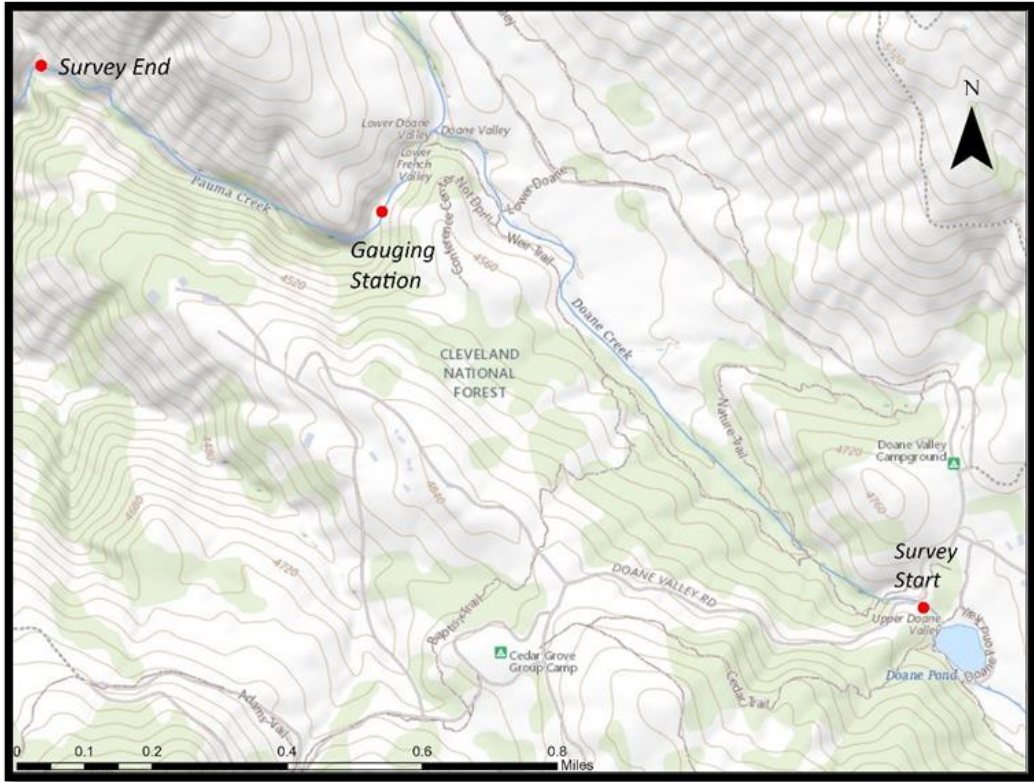 Survey End
N
Lower Doane
Valley
Doane Valley
Lower
French
Valley
Pauma Creek
Gauging
Station
Lower-Doane
Weir-Trail
4560
4520
Doane Creek
CLEVELAND
NATIONAL
FOREST
Nature-Trail
Doane Valley
Campground
4720
4760
4640
4680
4720
Survey
Start
DOANE VALLEY RD
Upper Doane
Valley
Cedar Grove
Group Camp
Cedar Trail
Doane Pond
0 0.1 0.2 0.4 0.6 0.8
Miles